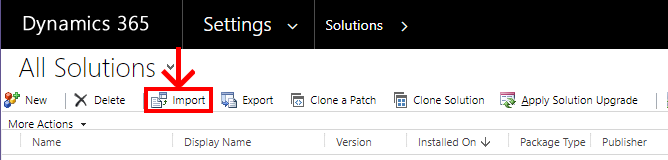 Dynamics 365 Settings Solutions
All Solutions
New Delete Import Export Clone a Patch Clone Solution Apply Solution Upgrade
More Actions
Name Display Name Version Installed On Package Type Publisher